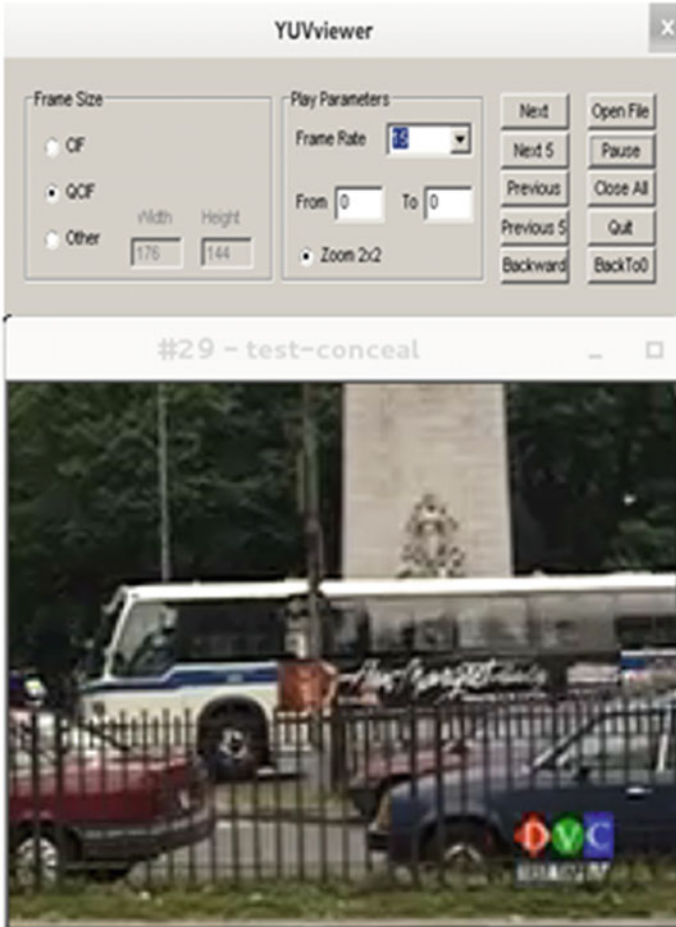 YUVviewer
x
Frame Size
CIF
QCIF
Other
Width
Height
176
144
Play Parameters
Frame Rate
15
From 0 To 0
Zoom 2x2
Next
Open File
Next 5
Pause
Previous
Close All
Previous 5
Quit
Backward
BackTo0
#29 - test-conceal
DVC